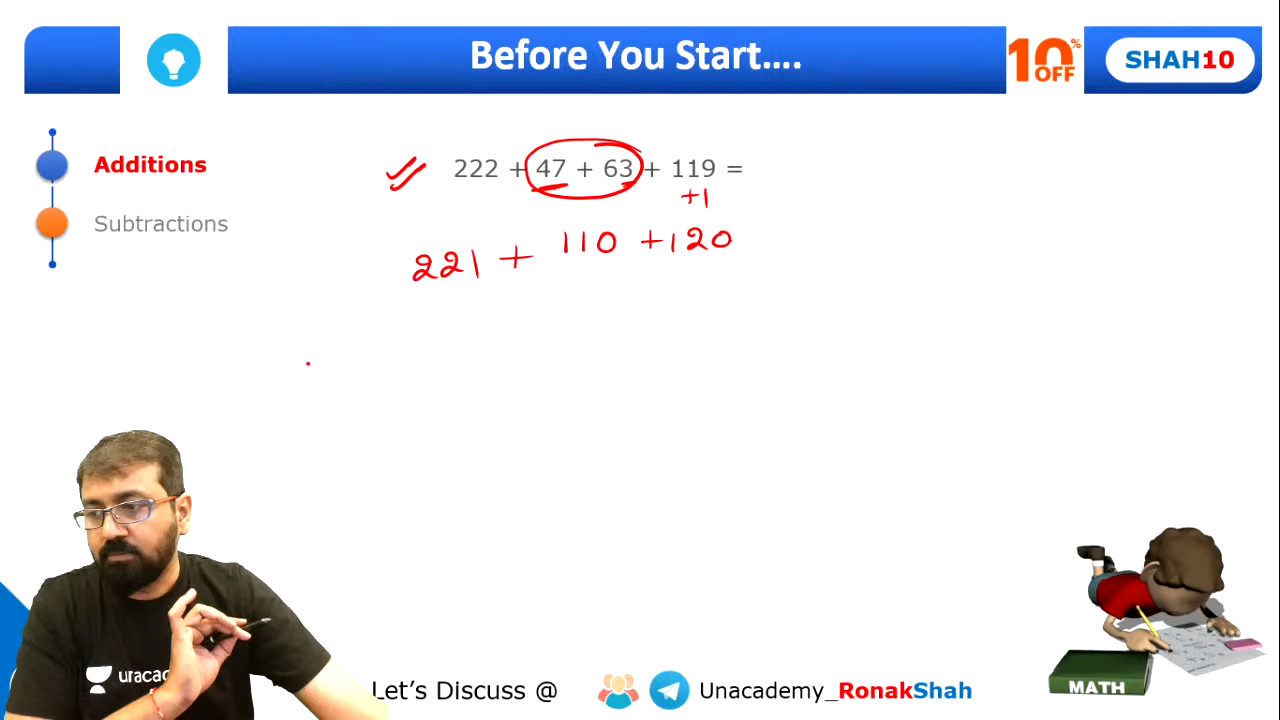 Before You Start....
10% OFF
SHAH10
Additions
Subtractions
222 + 47 + 63 + 119 =
+1
221 + 110 + 120
MATH
Let's Discuss @
Unacademy_RonakShah